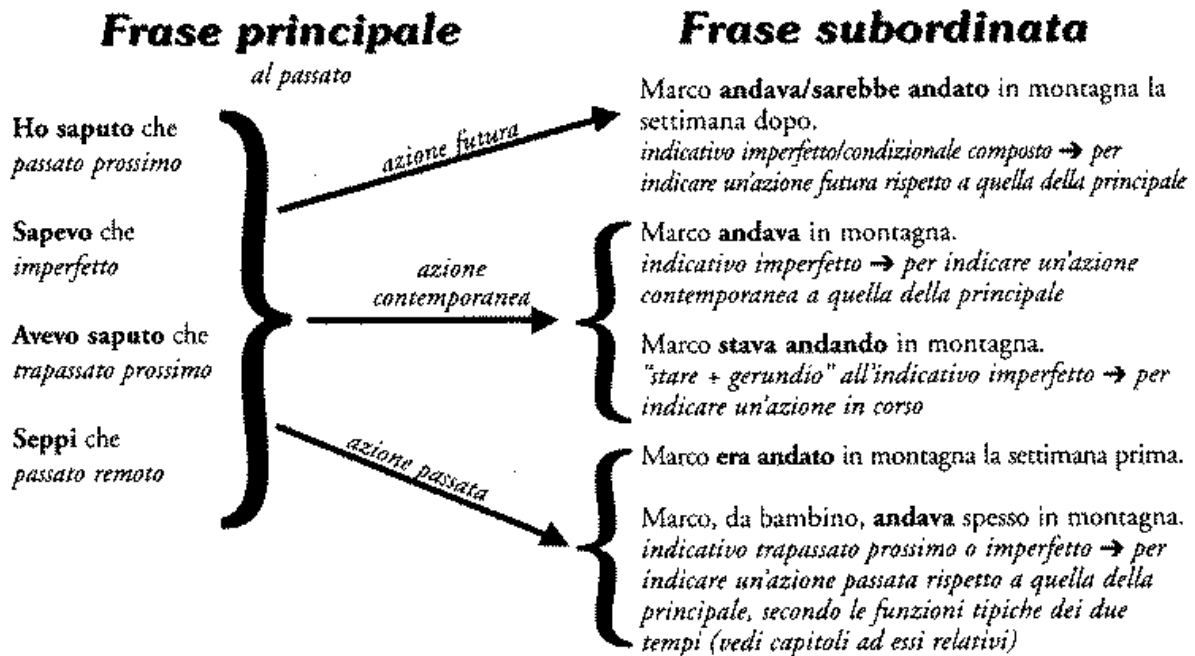 Frase principale
al passato
Ho saputo che
passato prossimo
Sapevo che
imperfetto
Avevo saputo che
trapassato prossimo
Seppi che
passato remoto
azione futura
azione
contemporanea
azione passata
Frase subordinata
Marco andava/sarebbe andato in montagna la
settimana dopo.
indicativo imperfetto/condizionale composto → per
indicare un'azione futura rispetto a quella della principale
Marco andava in montagna.
indicativo imperfetto → per indicare un'azione
contemporanea a quella della principale
Marco stava andando in montagna.
"stare + gerundio" all'indicativo imperfetto → per
indicare un'azione in corso
Marco era andato in montagna la settimana prima.
Marco, da bambino, andava spesso in montagna.
indicativo trapassato prossimo o imperfetto → per
indicare un'azione passata rispetto a quella della
principale, secondo le funzioni tipiche dei due
tempi (vedi capitoli ad essi relativi)